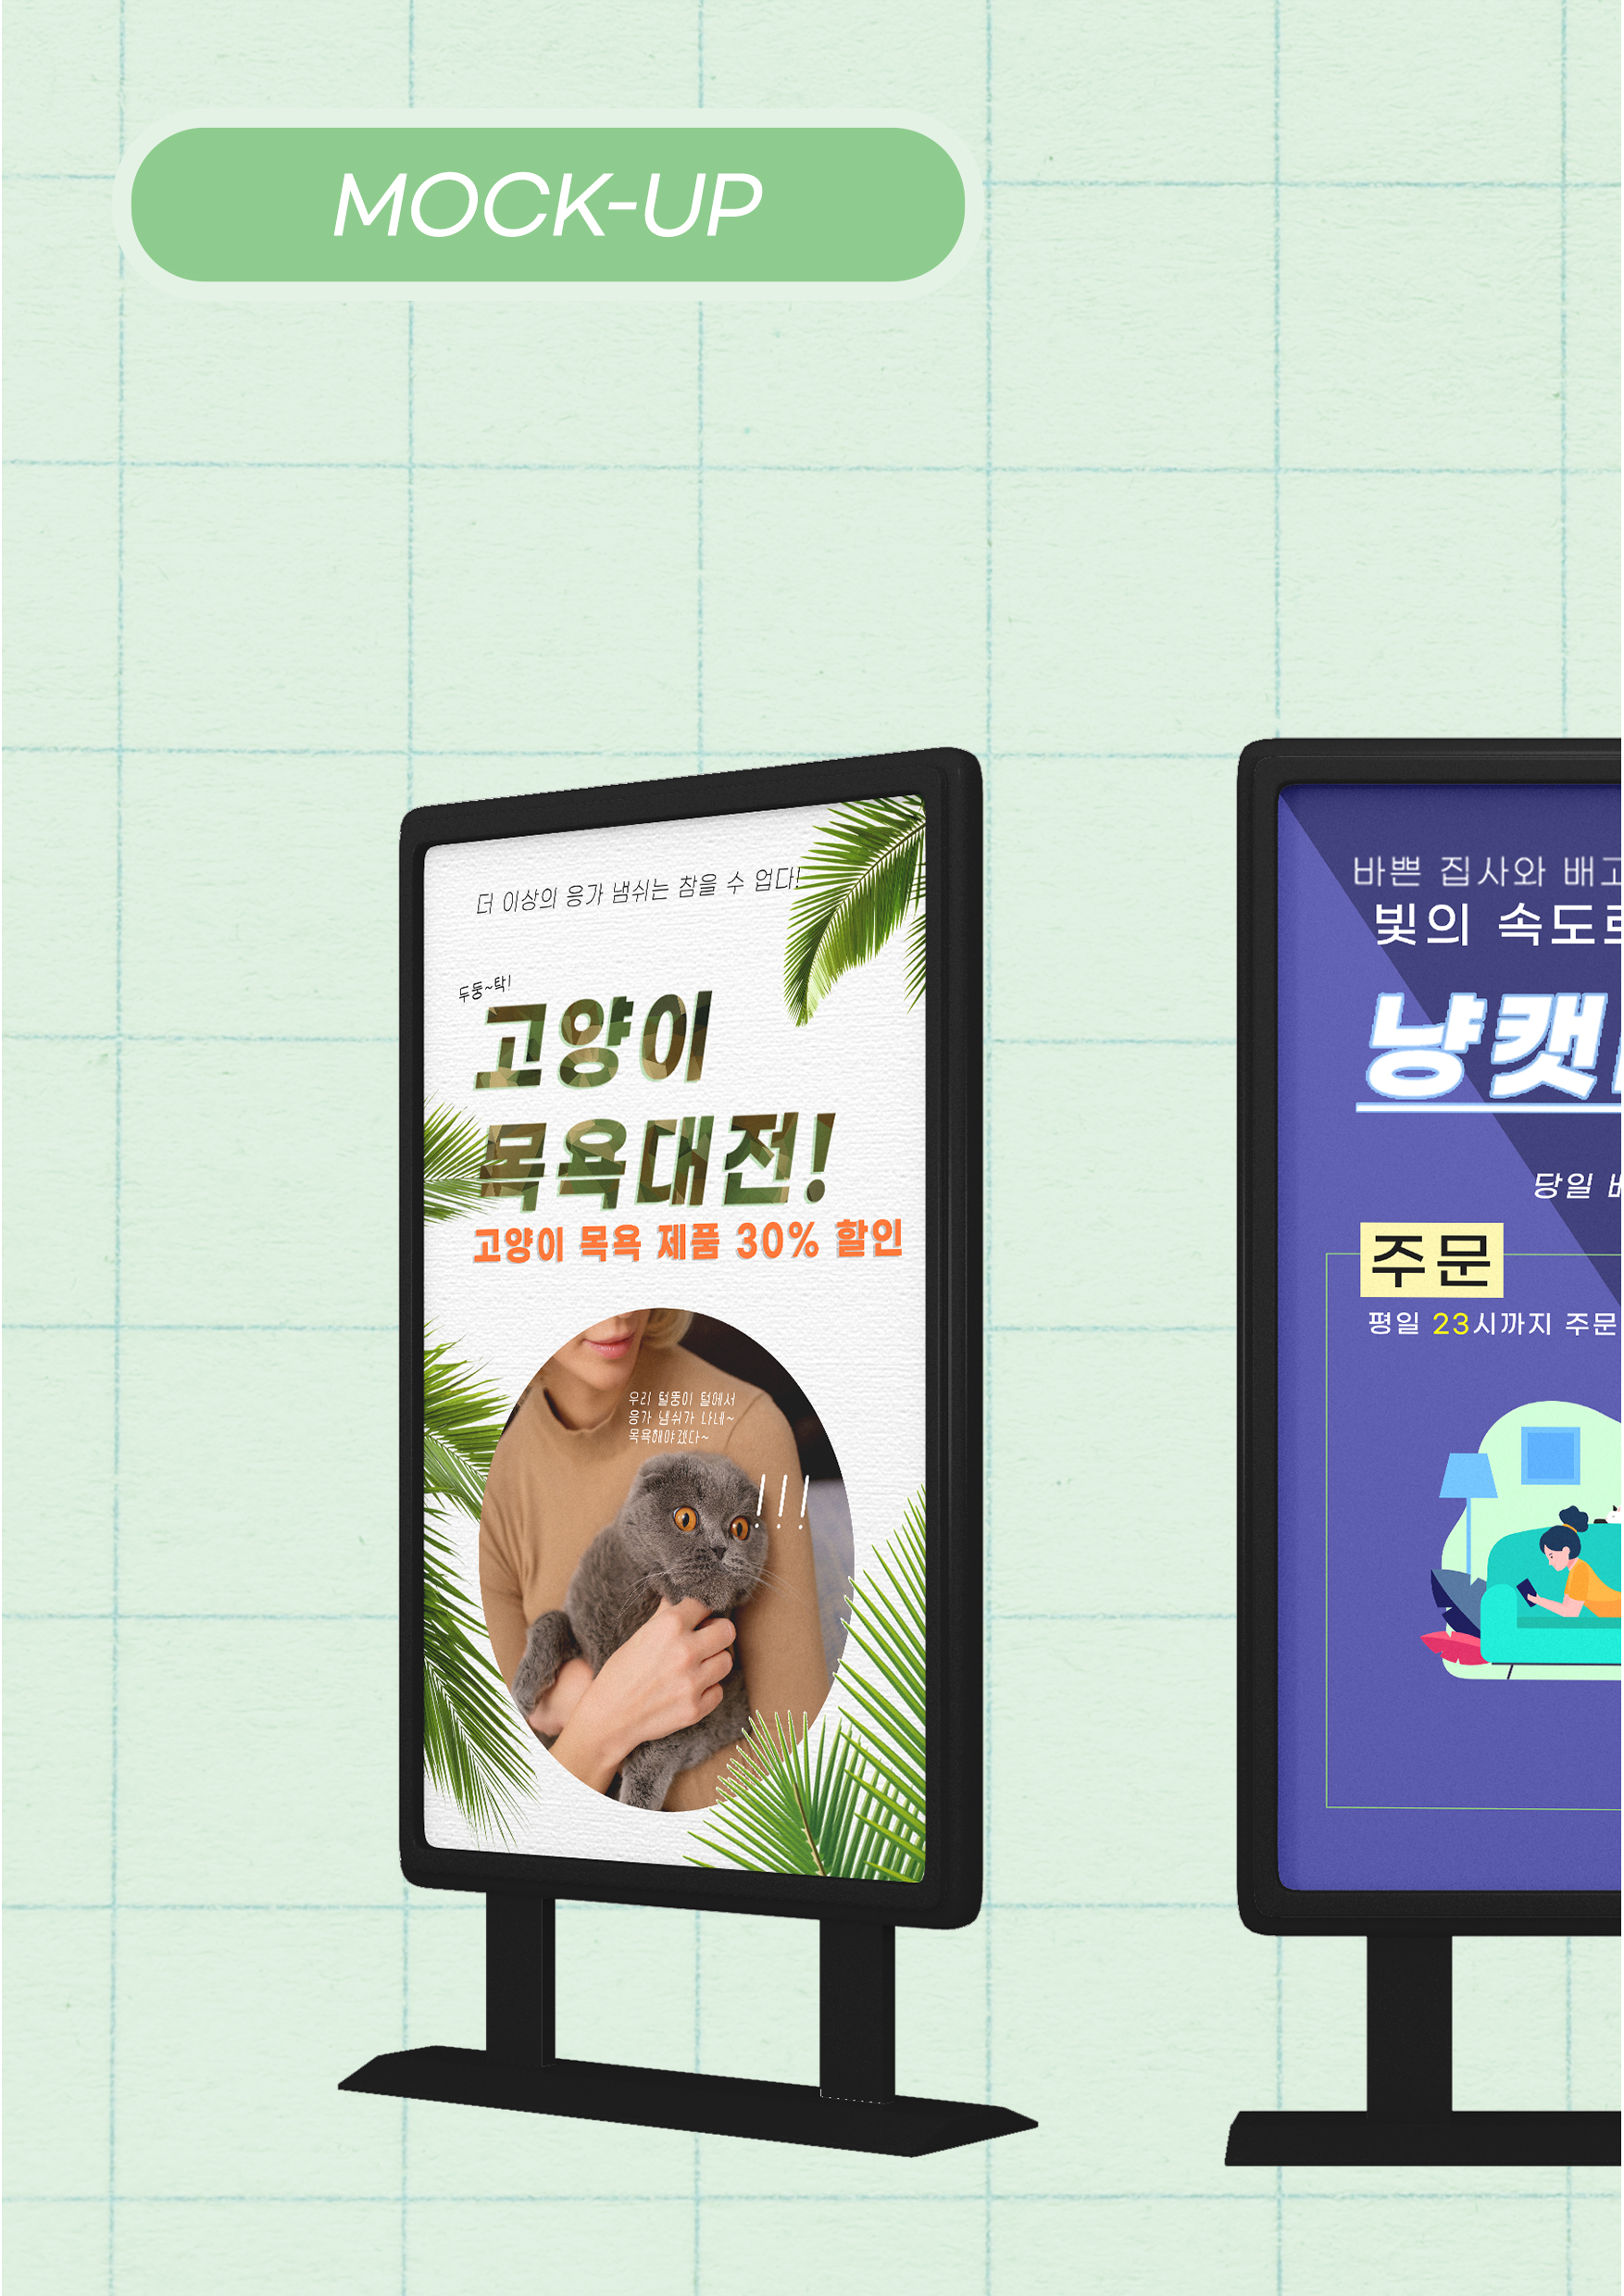 MOCK-UP
더 이상의 응가 냄쉬는 참을 수 업다!
두둥~탁!
고양이
목욕대전!
고양이 목욕 제품 30% 할인
우리 털뭉이 털에서
응가 냄쉬가 나네~
목욕해야겠다~
!!!
바쁜 집사와 배고
빛의 속도로
냥캣
당일
주문
평일 23시까지 주문